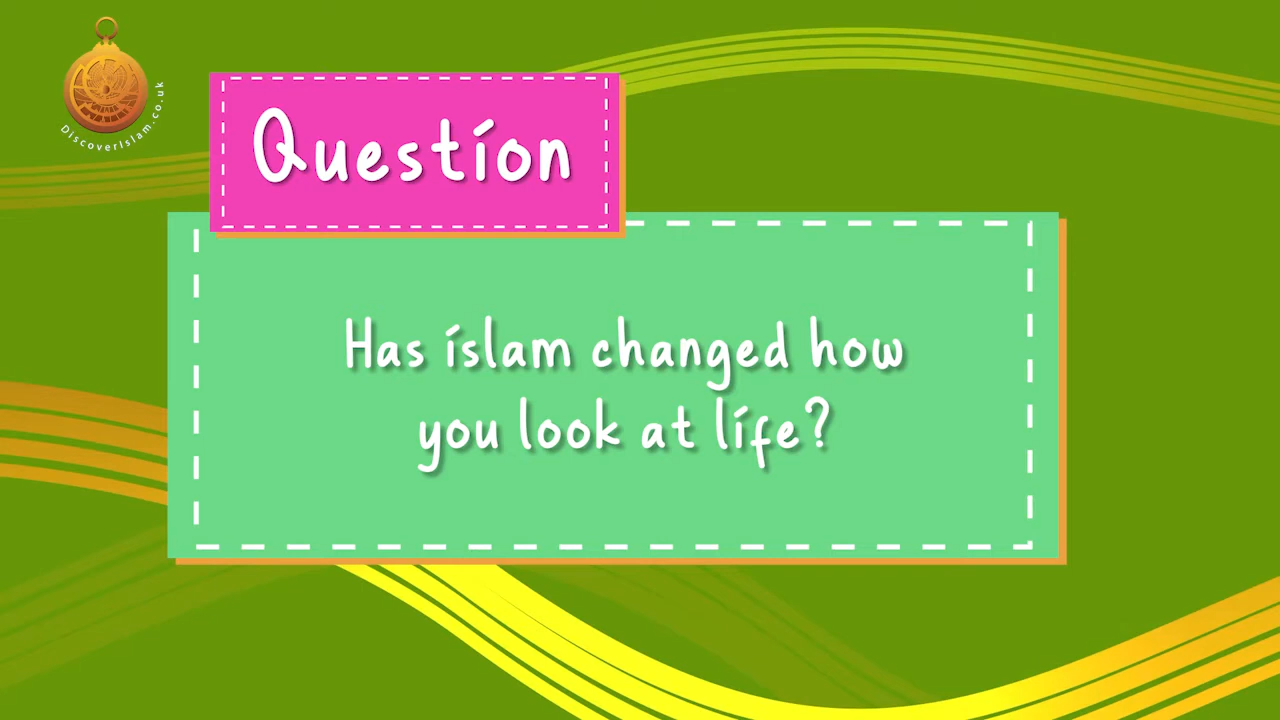 DiscoverIslam.co.uk
Question
Has islam changed how
you look at life?